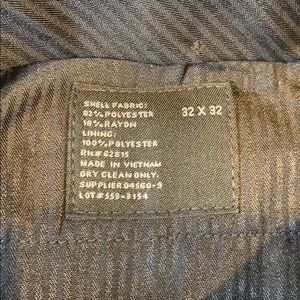 SHELL FABRIC:
82% POLYESTER
18% RAYON
LINING:
100% POLYESTER
RN# 62815
MADE IN VIETNAM
DRY CLEAN ONLY.
SUPPLIER 04560-9
LOT# 553-3154
32 X 32